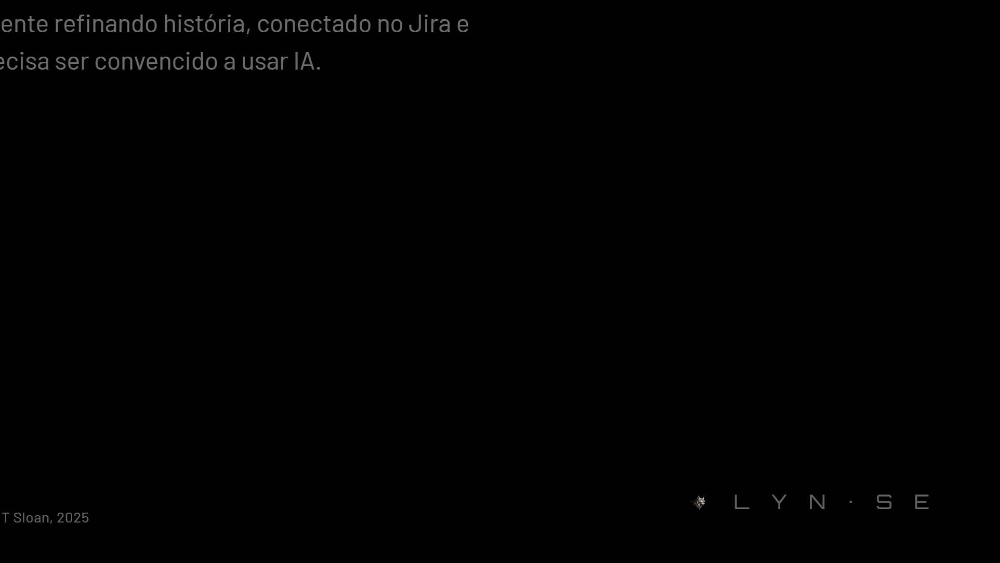 ente refinando história, conectado no Jira e
ecisa ser convencido a usar IA.
T Sloan, 2025
L Y N · S E